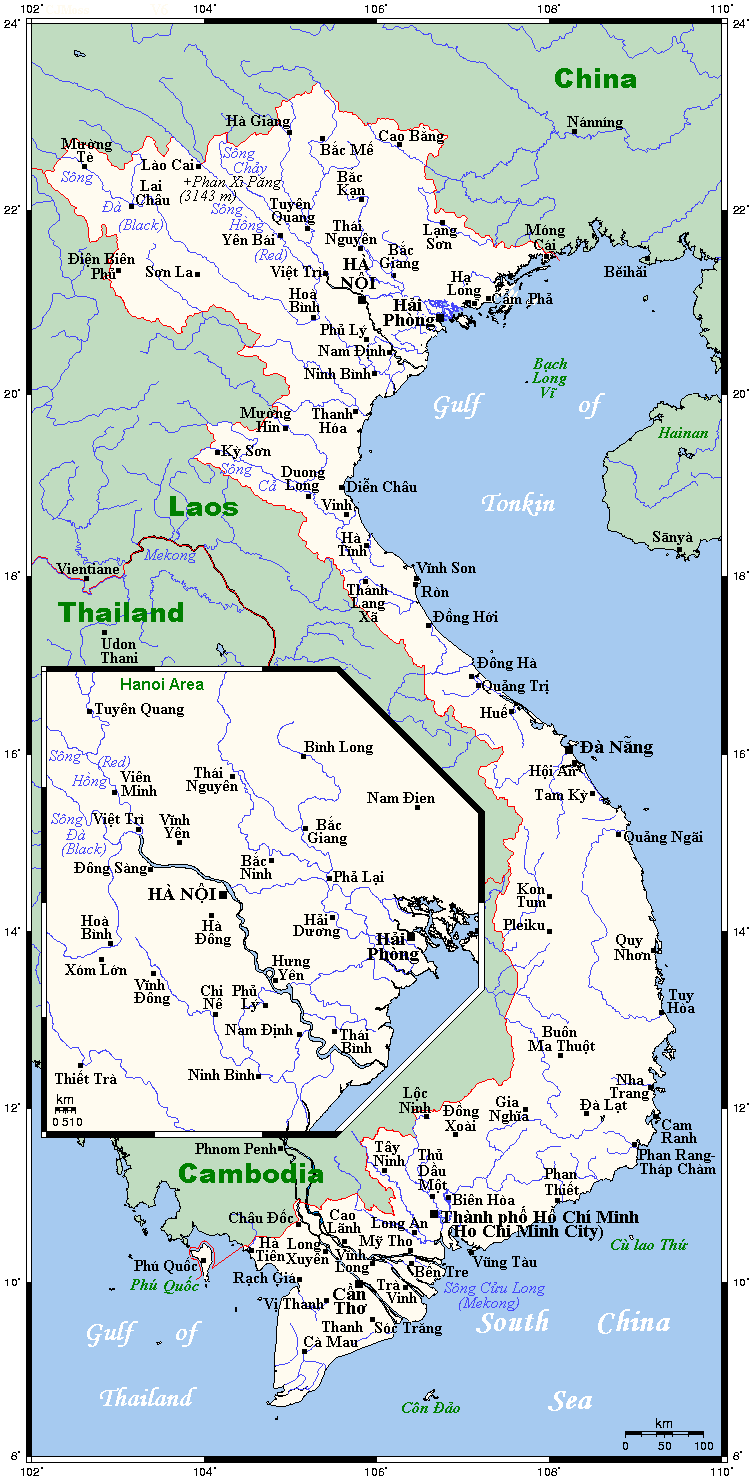 102°
104°
106°
108°
110°
24°
24°
China
Nánníng
Hà Giang
Cao Bằng
Mường
Tè
Bắc Mế
Lào Cai
Sông
Chảy
Sông
+Phan Xi Păng
(3143 m)
Bắc
Kạn
Lai
Châu
Đà
(Black)
Sông
Hồng
(Red)
Tuyên
Quang
22°
22°
Yên Bái
Thái
Nguyên
Lạng
Sơn
Móng
Cái
Bắc
Giang
Điện Biên
Phủ
Sơn La
Việt Trì
HÀ
NỘI
Hạ
Long
Běihǎi
Cẩm Phả
Hoà
Bình
Hải
Phòng
Phủ Lý
Nam Định
Ninh Bình
Bạch
Long
Vĩ
20°
20°
Gulf of
Mường
Hin
Thanh
Hóa
Hainan
Kỳ Sơn
Sông
Cả
Duong
Long
Diễn Châu
Vinh
Laos
Tonkin
Hà
Tĩnh
Sānyà
Mekong
Vientiane
18°
18°
Vĩnh Son
Ròn
Thánh
Lang
Xã
Thailand
Đồng Hới
Udon
Thani
Đông Hà
Quảng Trị
Huế
Hanoi Area
Tuyên Quang
Bình Long
16°
16°
Đà Nẵng
Hội An
Tam Kỳ
Sông
(Red)
Hồng
Viên
Minh
Thái
Nguyên
Nam Đien
Sông
Đà
(Black)
Việt Trì
Vĩnh
Yên
Bắc
Giang
Quảng Ngãi
Đông Sàng
Bắc
Ninh
Phả Lại
HÀ NỘI
Kon
Tum
Hà
Đông
Hải
Dương
Pleiku
14°
14°
Hoà
Bình
Hải
Phòng
Quy
Nhơn
Xóm Lớn
Vĩnh
Đồng
Hưng
Yên
Chi
Nê
Phủ
Lý
Tuy
Hòa
Nam Định
Thái
Bình
Buôn
Ma Thuột
Thiết Trà
Ninh Bình
Nha
Trang
km
0 5 10
Lộc
Ninh
Đồng
Xoài
Gia
Nghĩa
Đà Lạt
12°
12°
Cam
Ranh
Phan Rang-
Tháp Chàm
Phnom Penh
Cambodia
Tây
Ninh
Thủ
Dầu
Một
Phan
Thiết
Biên Hòa
Châu Đốc
Cao
Lãnh
Long An
Thành phố Hồ Chí Minh
(Ho Chi Minh City)
Mỹ Tho
Cù lao Thứ
Hà
Tiên
Long
Xuyên
Vĩnh
Long
Vũng Tàu
Phú Quốc
Phú Quốc
Rạch Giá
Bến Tre
10°
10°
Cần
Thơ
Trà
Vinh
Sông Cửu Long
(Mekong)
Vị Thanh
Thanh
Sóc Trăng
Cà Mau
Gulf of
Thailand
South China
Sea
Côn Đảo
km
0 50 100
8°
8°
102°
104°
106°
108°
110°